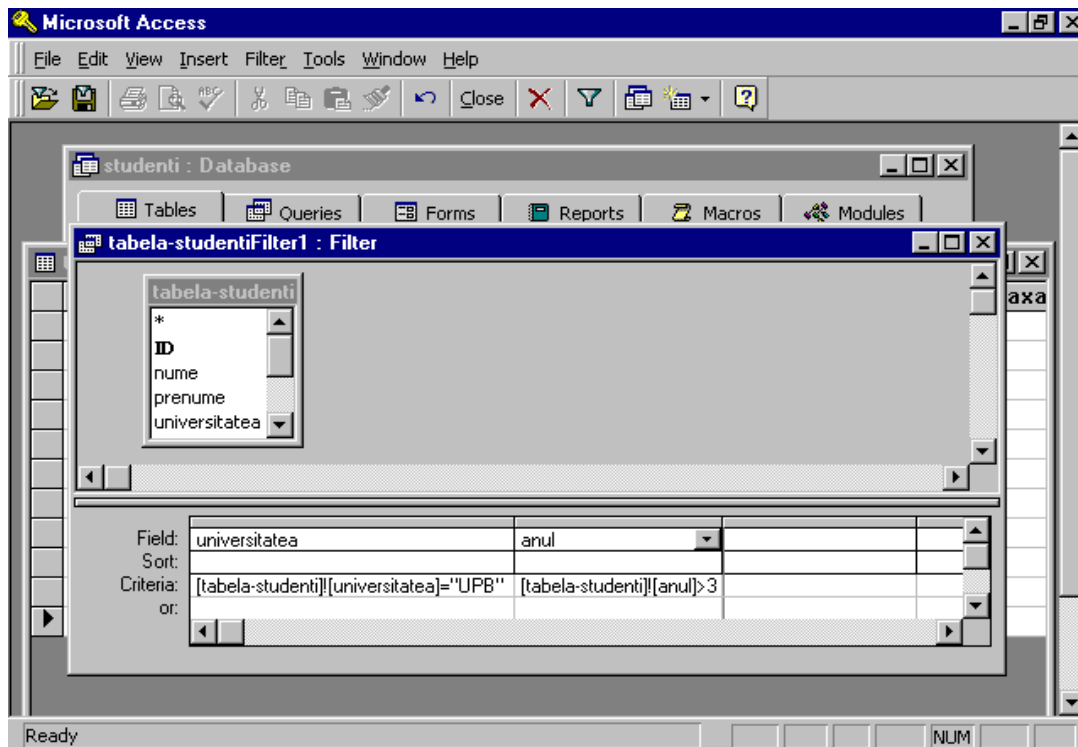 Microsoft Access
File Edit View Insert Filter Tools Window Help
ABC Close
studenti : Database
Tables Queries Forms Reports Macros Modules
tabela-studentiFilter1 : Filter
axa
tabela-studenti
*
ID
nume
prenume
universitatea
Field: universitatea anul
Sort:
Criteria: [tabela-studenti]![universitatea]="UPB" [tabela-studenti]![anul]>3
or:
Ready NUM